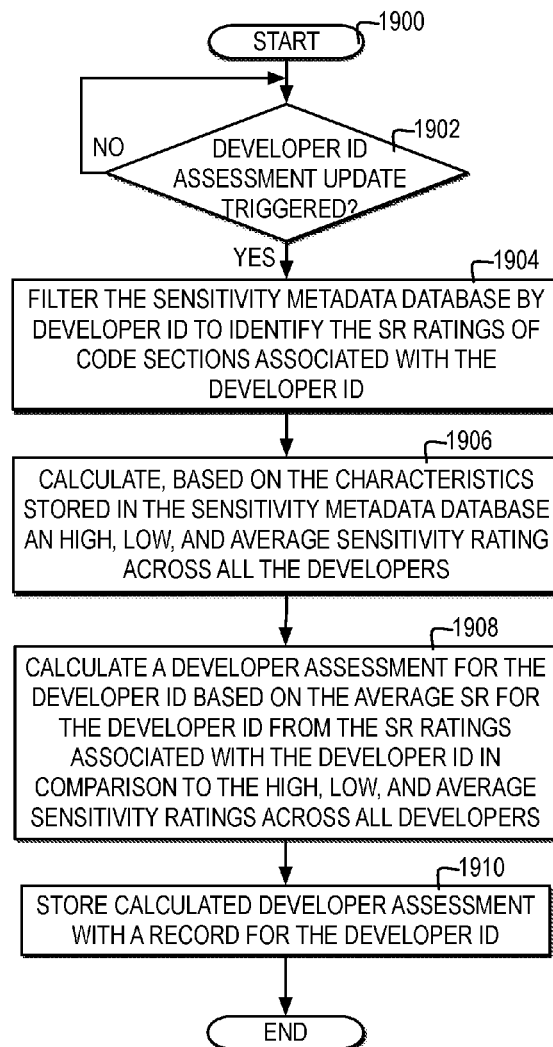 1900
START
1902
NO
DEVELOPER ID
ASSESSMENT UPDATE
TRIGGERED?
YES
1904
FILTER THE SENSITIVITY METADATA DATABASE BY
DEVELOPER ID TO IDENTIFY THE SR RATINGS OF
CODE SECTIONS ASSOCIATED WITH THE
DEVELOPER ID
1906
CALCULATE, BASED ON THE CHARACTERISTICS
STORED IN THE SENSITIVITY METADATA DATABASE
AN HIGH, LOW, AND AVERAGE SENSITIVITY RATING
ACROSS ALL THE DEVELOPERS
1908
CALCULATE A DEVELOPER ASSESSMENT FOR THE
DEVELOPER ID BASED ON THE AVERAGE SR FOR
THE DEVELOPER ID FROM THE SR RATINGS
ASSOCIATED WITH THE DEVELOPER ID IN
COMPARISON TO THE HIGH, LOW, AND AVERAGE
SENSITIVITY RATINGS ACROSS ALL DEVELOPERS
1910
STORE CALCULATED DEVELOPER ASSESSMENT
WITH A RECORD FOR THE DEVELOPER ID
END